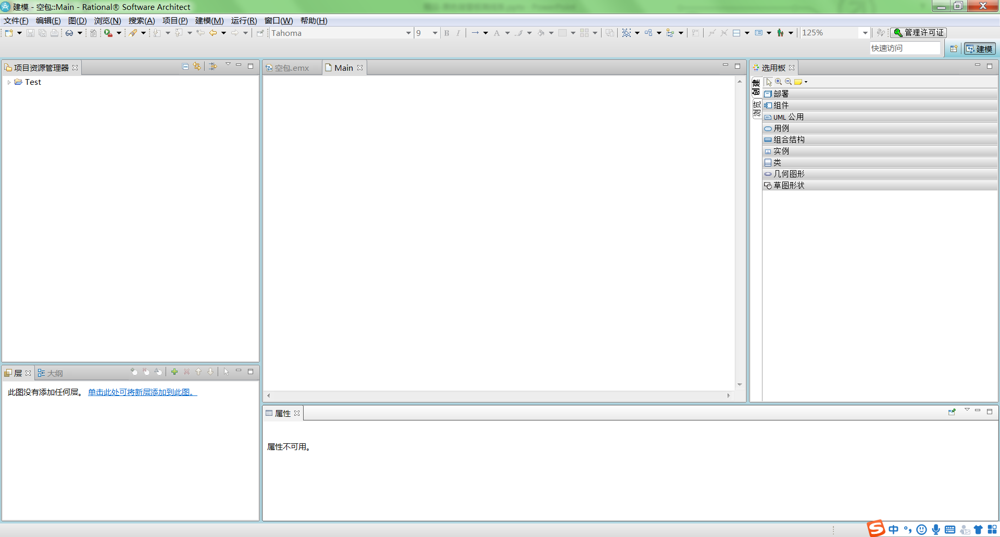 建模 - 空包::Main - Rational® Software Architect
文件(F) 编辑(E) 图(D) 浏览(N) 搜索(A) 项目(P) 建模(M) 运行(R) 窗口(W) 帮助(H)
Tahoma 9 B I A 125% 管理许可证
快速访问 建模
项目资源管理器
Test
空包.emx Main
选用板
创建
浏览
部署
组件
UML 公用
用例
组合结构
实例
类
几何图形
草图形状
层 大纲
此图没有添加任何层。 单击此处可将新层添加到此图。
属性
属性不可用。
S 中